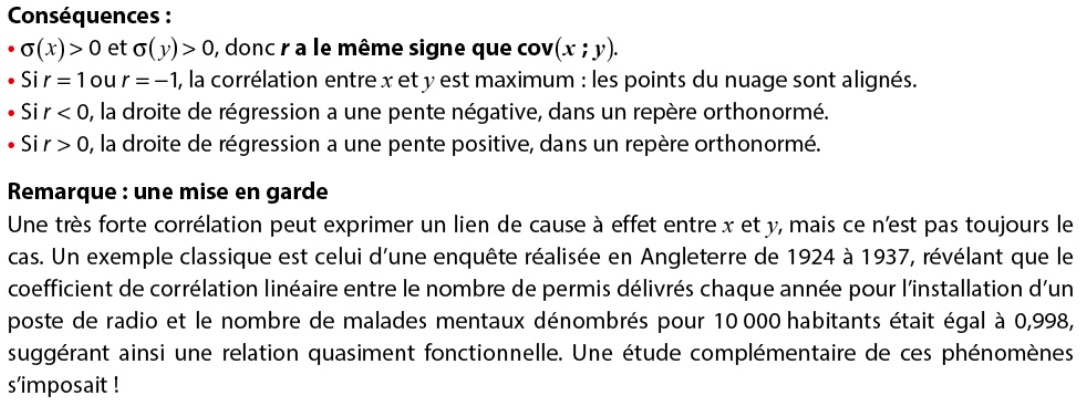 Conséquences :
• σ(x) > 0 et σ(y) > 0, donc r a le même signe que cov(x ; y).
• Si r = 1 ou r = –1, la corrélation entre x et y est maximum : les points du nuage sont alignés.
• Si r < 0, la droite de régression a une pente négative, dans un repère orthonormé.
• Si r > 0, la droite de régression a une pente positive, dans un repère orthonormé.
Remarque : une mise en garde
Une très forte corrélation peut exprimer un lien de cause à effet entre x et y, mais ce n’est pas toujours le
cas. Un exemple classique est celui d’une enquête réalisée en Angleterre de 1924 à 1937, révélant que le
coefficient de corrélation linéaire entre le nombre de permis délivrés chaque année pour l’installation d’un
poste de radio et le nombre de malades mentaux dénombrés pour 10 000 habitants était égal à 0,998,
suggérant ainsi une relation quasiment fonctionnelle. Une étude complémentaire de ces phénomènes
s’imposait !